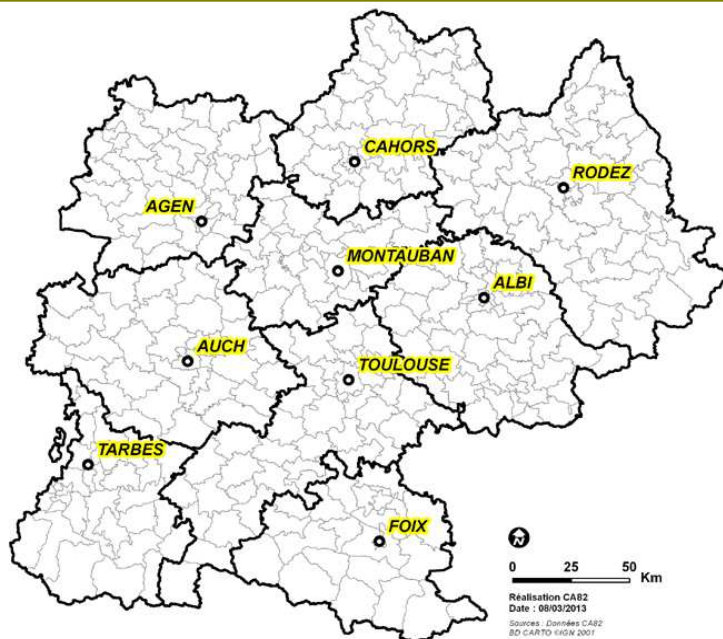 CAHORS
RODEZ
AGEN
MONTAUBAN
ALBI
AUCH
TOULOUSE
TARBES
FOIX
N
0 25 50 Km
Réalisation CA82
Date : 08/03/2013
Sources : Données CA82
BD CARTO ©IGN 2001